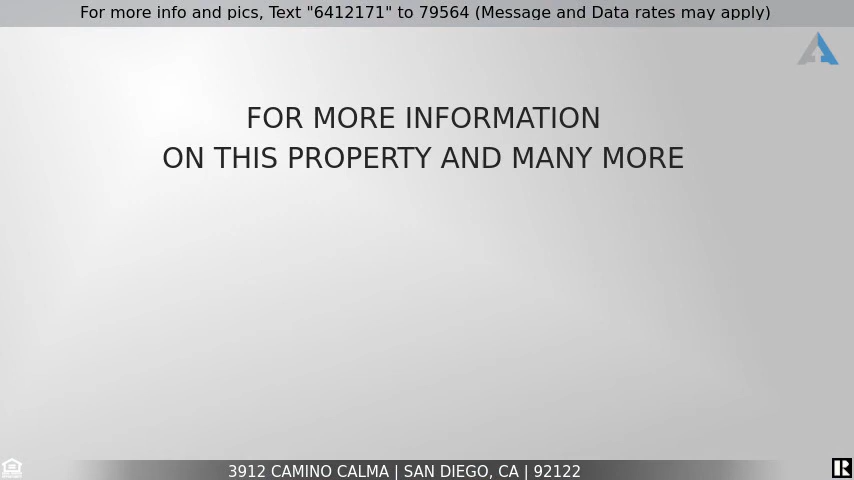 For more info and pics, Text "6412171" to 79564 (Message and Data rates may apply)
FOR MORE INFORMATION
ON THIS PROPERTY AND MANY MORE
3912 CAMINO CALMA | SAN DIEGO, CA | 92122